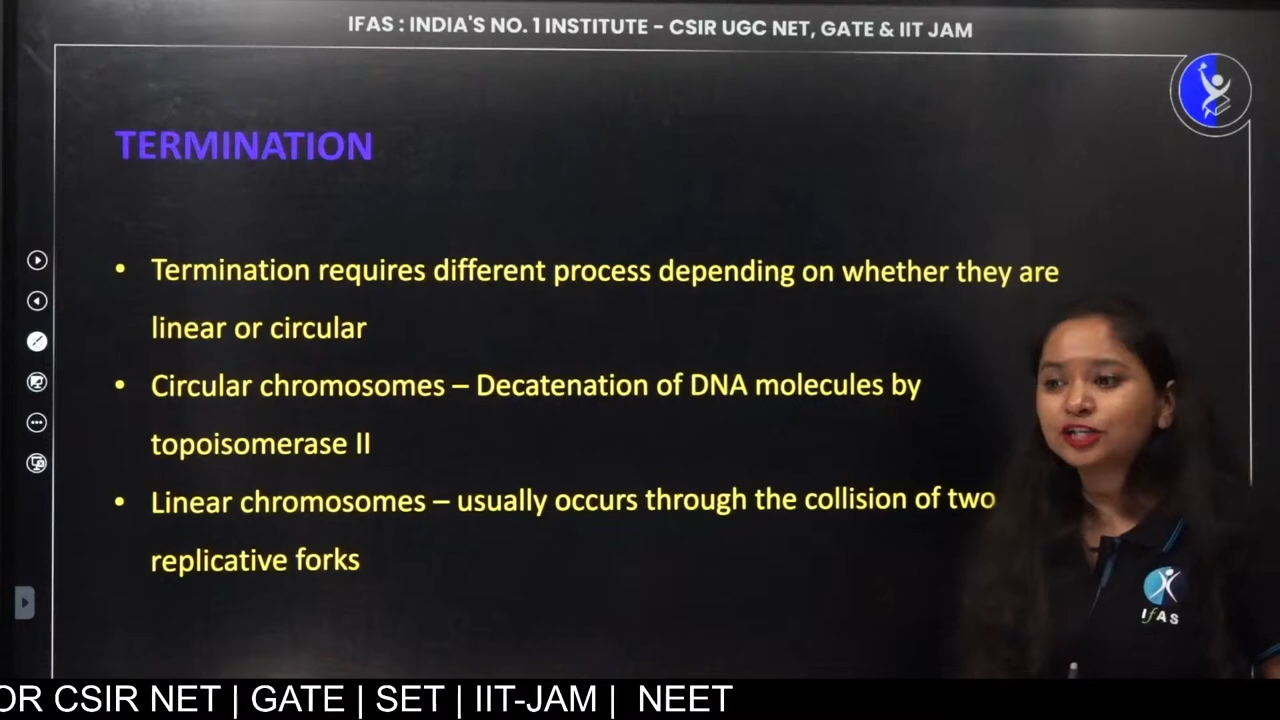 IFAS : INDIA'S NO. 1 INSTITUTE – CSIR UGC NET, GATE & IIT JAM
TERMINATION
• Termination requires different process depending on whether they are
linear or circular
• Circular chromosomes – Decatenation of DNA molecules by
topoisomerase II
• Linear chromosomes – usually occurs through the collision of two
replicative forks
IFAS
OR CSIR NET | GATE | SET | IIT-JAM | NEET